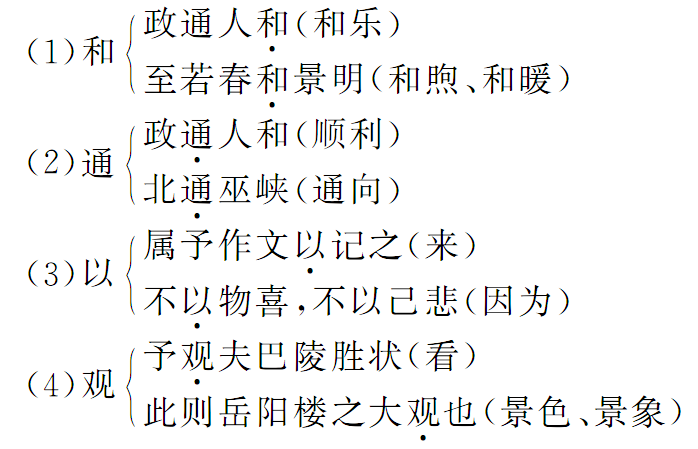 (1)和
政通人和(和乐)
至若春和景明(和煦、和暖)
(2)通
政通人和(顺利)
北通巫峡(通向)
(3)以
属予作文以记之(来)
不以物喜,不以己悲(因为)
(4)观
予观夫巴陵胜状(看)
此则岳阳楼之大观也(景色、景象)